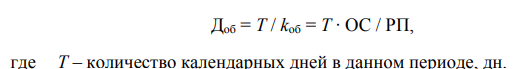 Доб = T / kоб = T · ОС / РП,
где T – количество календарных дней в данном периоде, дн.